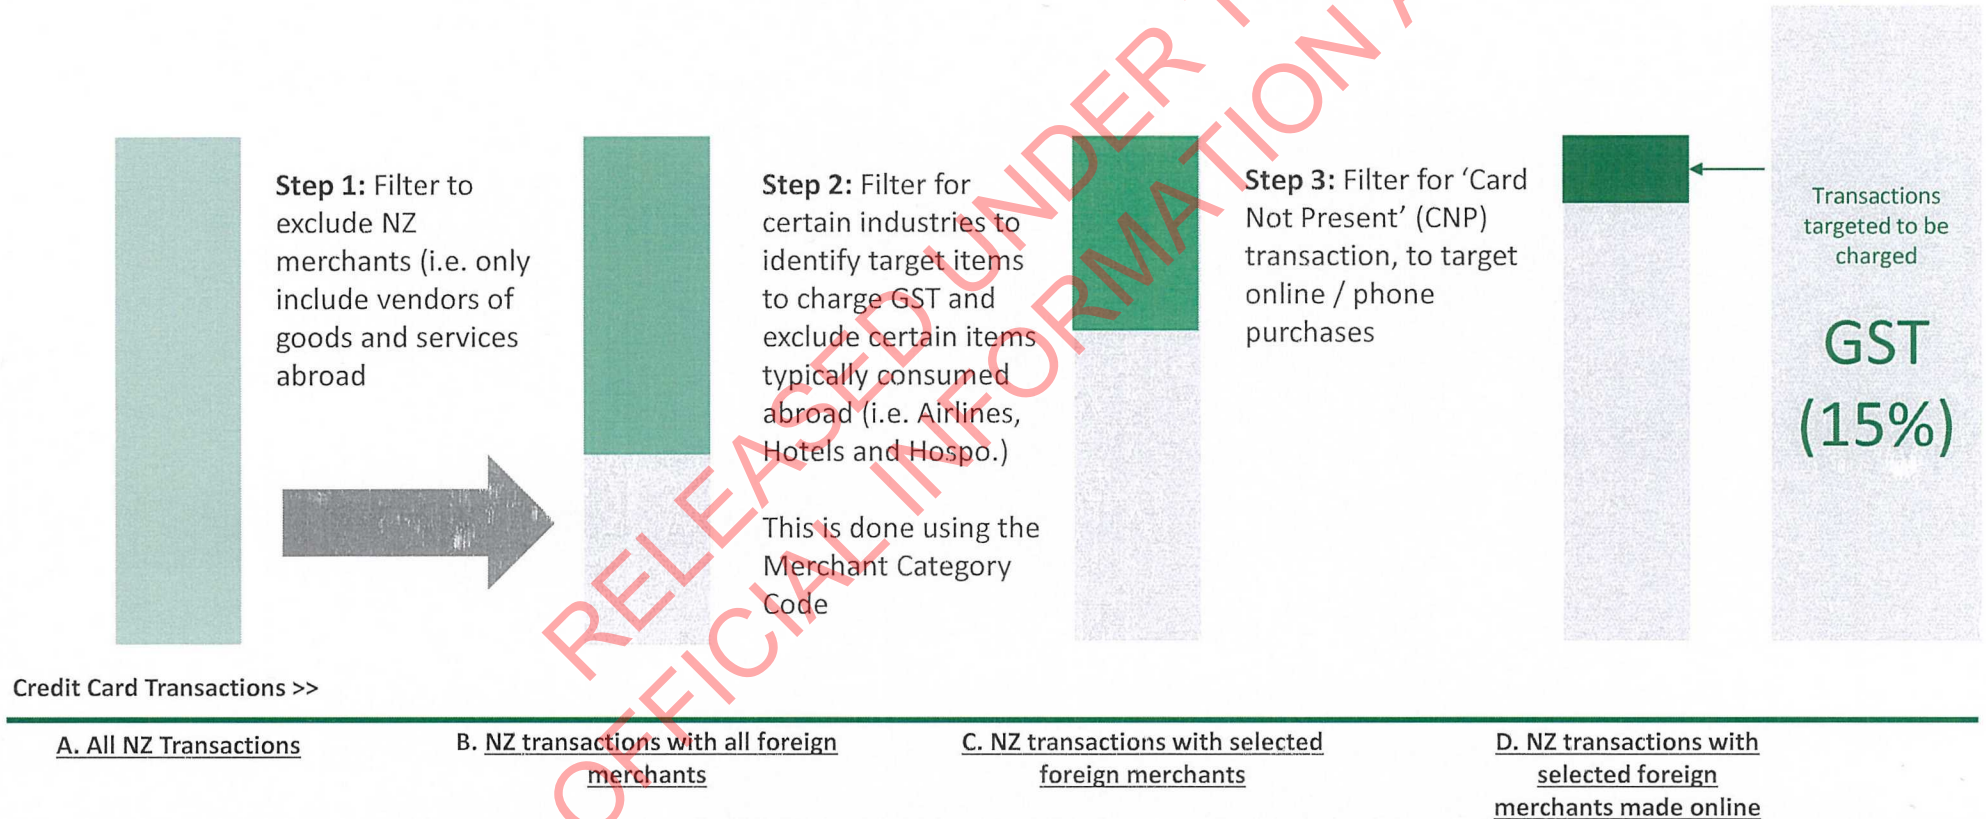 Step 1: Filter to
exclude NZ
merchants (i.e. only
include vendors of
goods and services
abroad
Step 2: Filter for
certain industries to
identify target items
to charge GST and
exclude certain items
typically consumed
abroad (i.e. Airlines,
Hotels and Hospo.)
This is done using the
Merchant Category
Code
Step 3: Filter for ‘Card
Not Present’ (CNP)
transaction, to target
online / phone
purchases
Transactions
targeted to be
charged
GST
(15%)
RELEASED UNDER
OFFICIAL INFORMATION
Credit Card Transactions >>
A. All NZ Transactions
B. NZ transactions with all foreign
merchants
C. NZ transactions with selected
foreign merchants
D. NZ transactions with
selected foreign
merchants made online